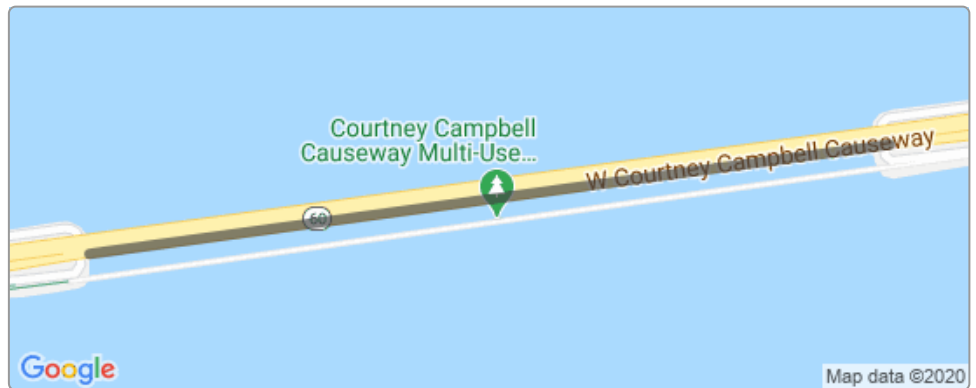 Courtney Campbell
Causeway Multi-Use...
W Courtney Campbell Causeway
60
Google
Map data ©2020